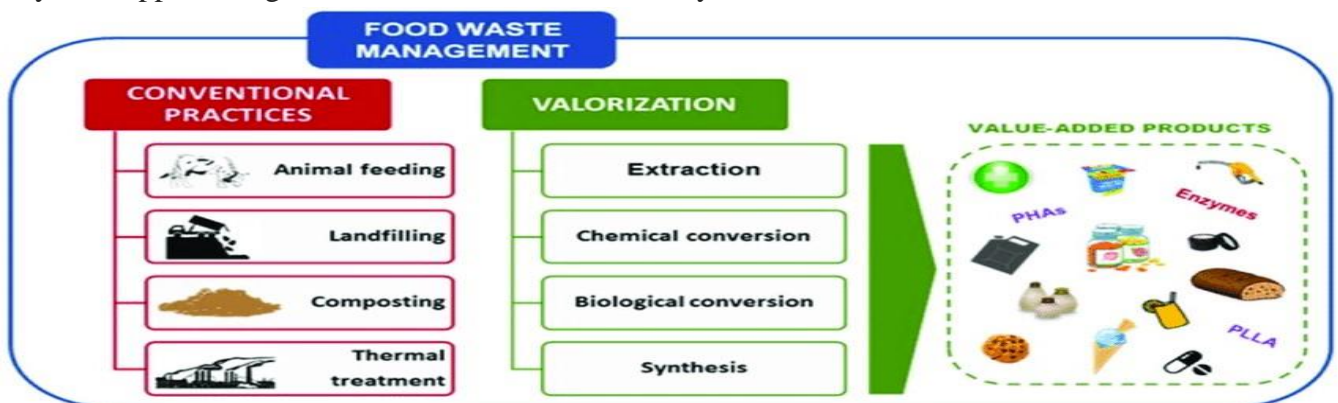 FOOD WASTE
MANAGEMENT
CONVENTIONAL
PRACTICES
Animal feeding
Landfilling
Composting
Thermal
treatment
VALORIZATION
Extraction
Chemical conversion
Biological conversion
Synthesis
VALUE-ADDED PRODUCTS
PHAs
Enzymes
PLLA